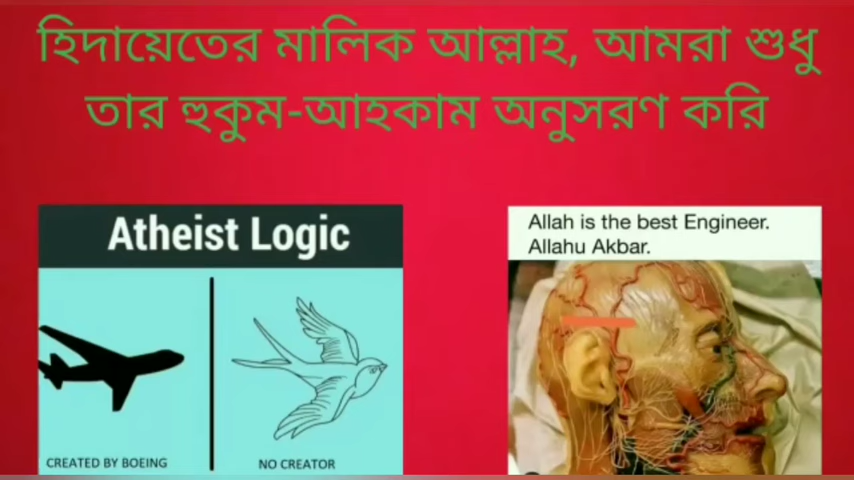 হিদায়েতের মালিক আল্লাহ, আমরা শুধু
তার হুকুম-আহকাম অনুসরণ করি
Atheist Logic
CREATED BY BOEING
NO CREATOR
Allah is the best Engineer.
Allahu Akbar.